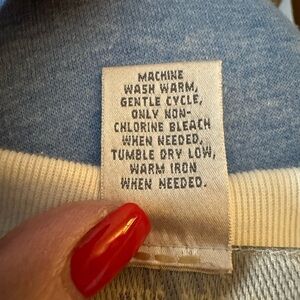 MACHINE
WASH WARM,
GENTLE CYCLE,
ONLY NON-
CHLORINE BLEACH
WHEN NEEDED,
TUMBLE DRY LOW,
WARM IRON
WHEN NEEDED.